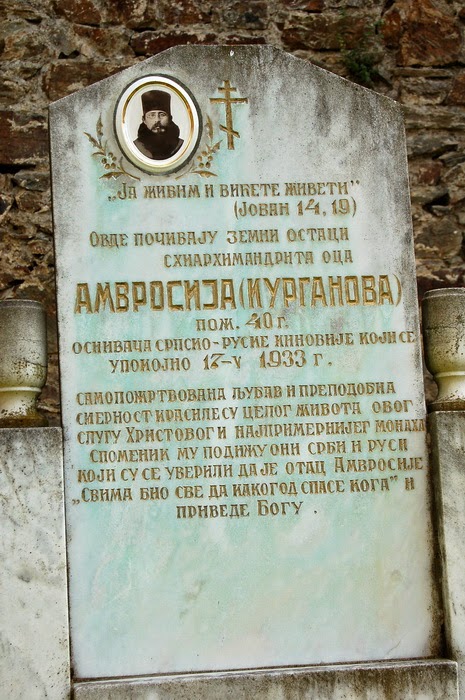 „Ја живим и вићете живети"
(Јован 14, 19)
Овде почивају земни остаци
схиархимандрита оца
Амвросија (Курганова)
пож. 40 г.
оснивача српско-руске киновије који се
упокојио 17-V 1933 г.
самопожртвована љубав и преподобна
смерност красиле су целог живота овог
слугу Христовог и најпримернијег монаха
Споменик му подижу они Срби и Руси
који су се уверили да је отац Амвросије
„Свима био све да какогод спасе кога" и
приведе Богу.